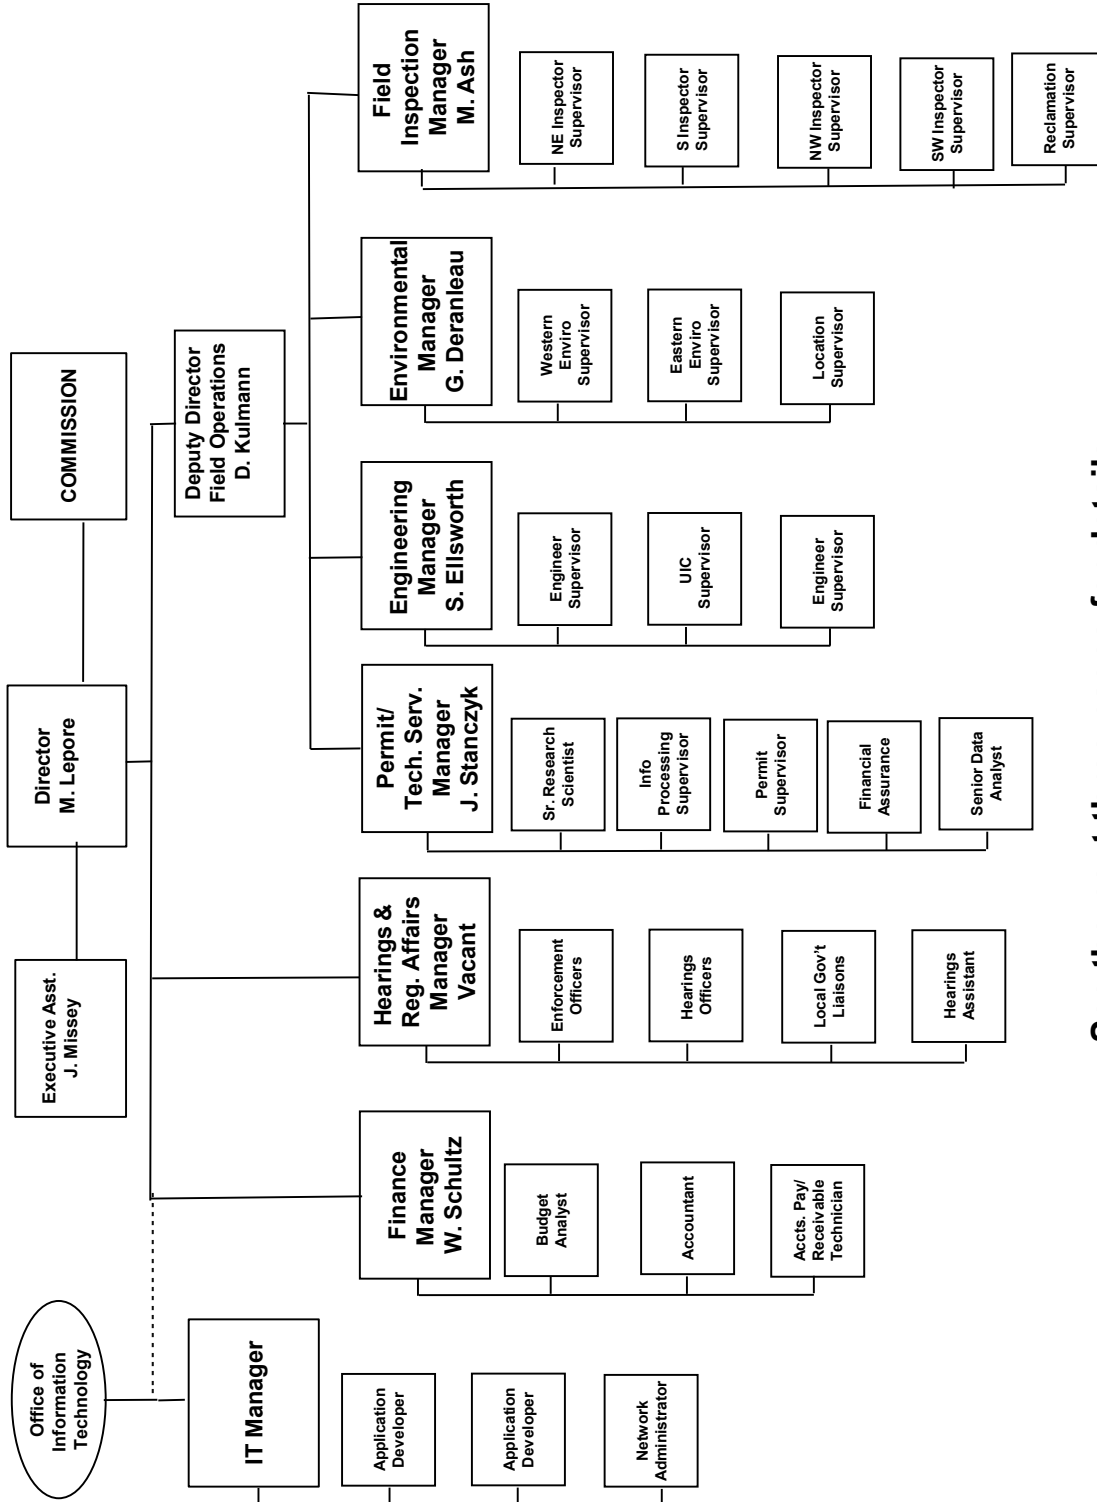 Office of
Information
Technology
Executive Asst.
J. Missey
Director
M. Lepore
COMMISSION
Deputy Director
Field Operations
D. Kulmann
IT Manager
Application
Developer
Application
Developer
Network
Administrator
Finance
Manager
W. Schultz
Budget
Analyst
Accountant
Accts. Pay/
Receivable
Technician
Hearings &
Reg. Affairs
Manager
Vacant
Enforcement
Officers
Hearings
Officers
Local Gov't
Liaisons
Hearings
Assistant
Permit/
Tech. Serv.
Manager
J. Stanczyk
Sr. Research
Scientist
Info
Processing
Supervisor
Permit
Supervisor
Financial
Assurance
Senior Data
Analyst
Engineering
Manager
S. Ellsworth
Engineer
Supervisor
UIC
Supervisor
Engineer
Supervisor
Environmental
Manager
G. Deranleau
Western
Enviro
Supervisor
Eastern
Enviro
Supervisor
Location
Supervisor
Field
Inspection
Manager
M. Ash
NE Inspector
Supervisor
S Inspector
Supervisor
NW Inspector
Supervisor
SW Inspector
Supervisor
Reclamation
Supervisor